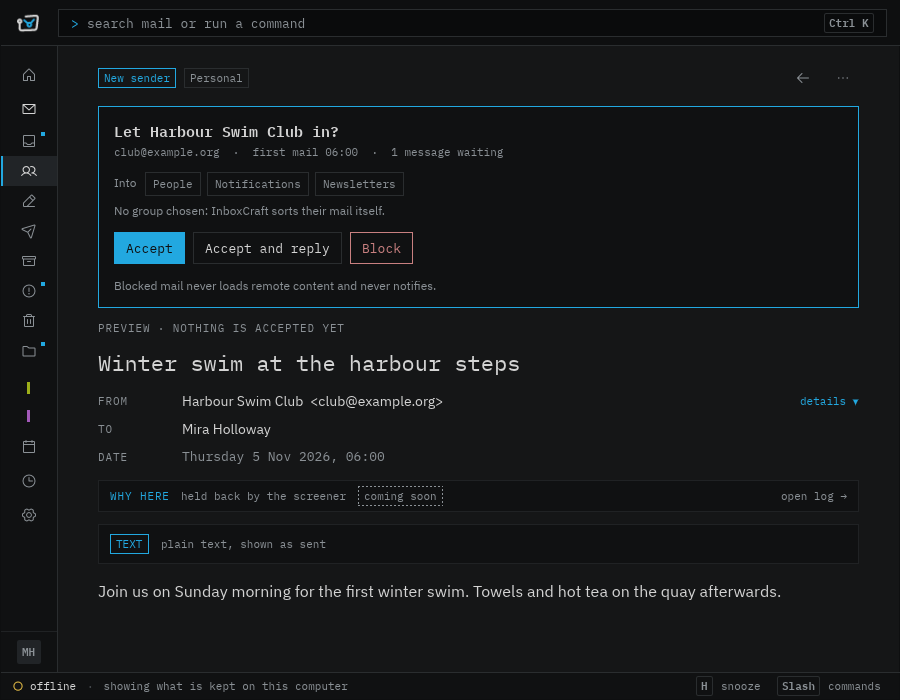 > search mail or run a command Ctrl K
New sender Personal
Let Harbour Swim Club in?
club@example.org · first mail 06:00 · 1 message waiting
Into People Notifications Newsletters
No group chosen: InboxCraft sorts their mail itself.
Accept Accept and reply Block
Blocked mail never loads remote content and never notifies.
PREVIEW · NOTHING IS ACCEPTED YET
Winter swim at the harbour steps
FROM Harbour Swim Club <club@example.org> details ▾
TO Mira Holloway
DATE Thursday 5 Nov 2026, 06:00
WHY HERE held back by the screener coming soon open log →
TEXT plain text, shown as sent
Join us on Sunday morning for the first winter swim. Towels and hot tea on the quay afterwards.
MH
offline · showing what is kept on this computer H snooze Slash commands